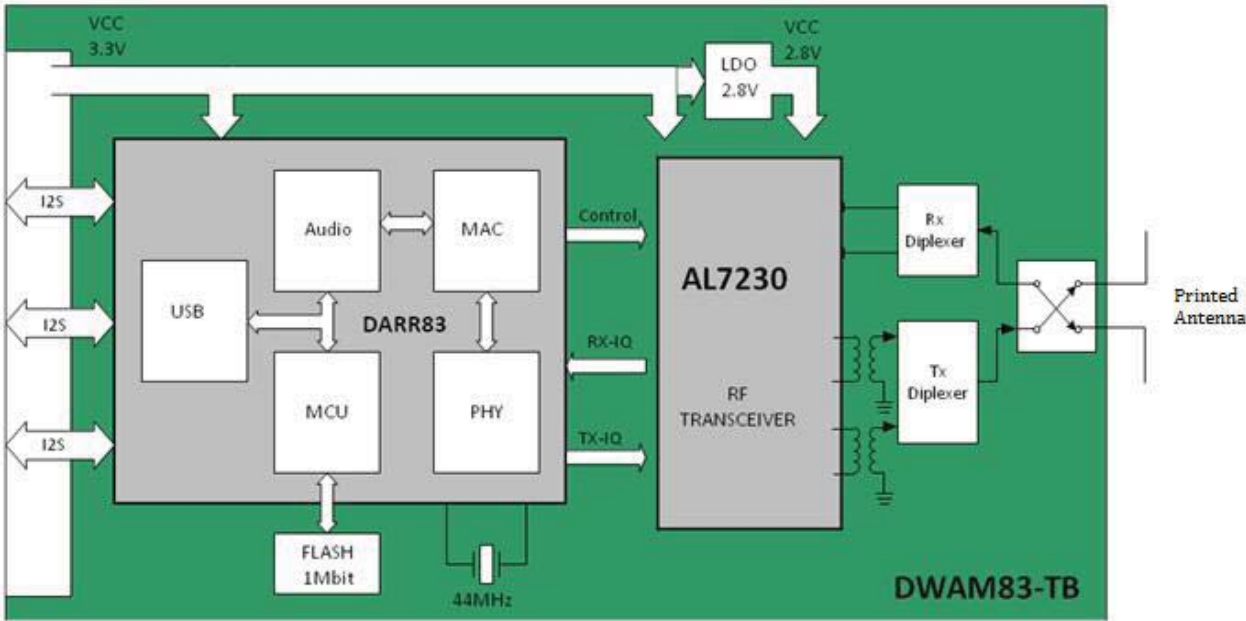 VCC
3.3V
VCC
2.8V
LDO
2.8V
I2S
I2S
I2S
Audio
MAC
USB
DARR83
MCU
PHY
FLASH
1Mbit
44MHz
Control
RX-IQ
TX-IQ
AL7230
RF
TRANSCEIVER
Rx
Diplexer
Tx
Diplexer
Printed
Antenna
DWAM83-TB